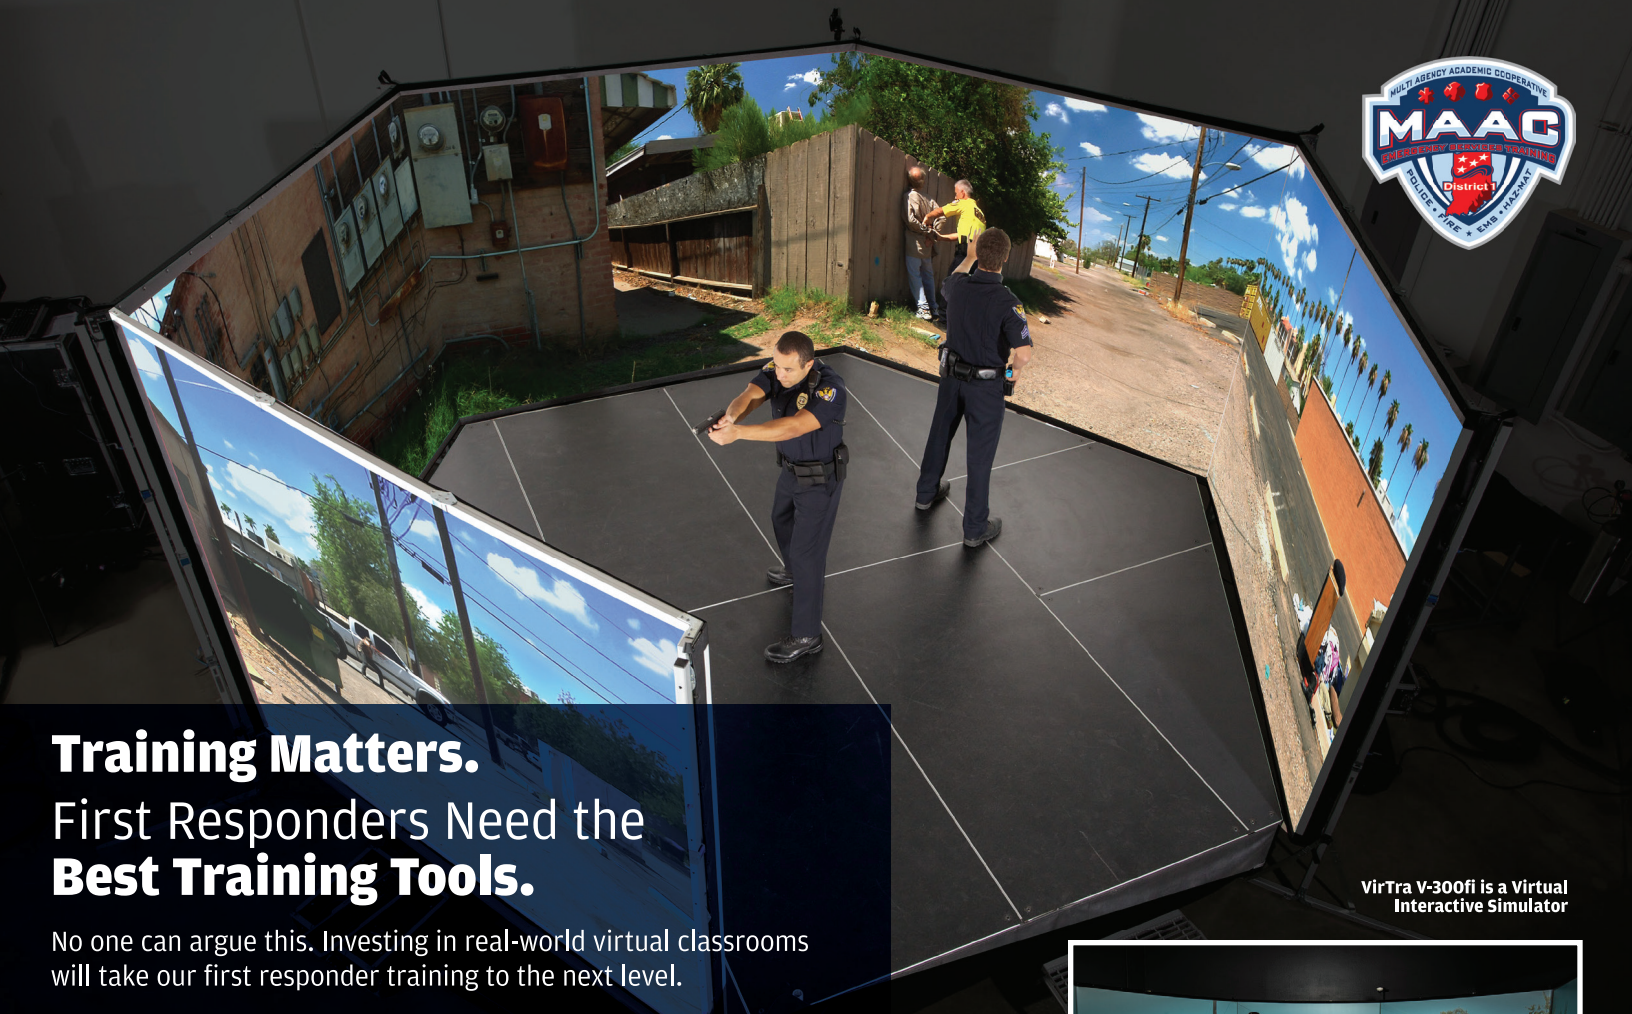 MULTI AGENCY ACADEMIC COOPERATIVE
MAAC
EMERGENCY SERVICES TRAINING
District 1
POLICE • FIRE ★ EMS • HAZ-MAT
Training Matters.
First Responders Need the
Best Training Tools.
No one can argue this. Investing in real-world virtual classrooms
will take our first responder training to the next level.
VirTra V-300fi is a Virtual
Interactive Simulator